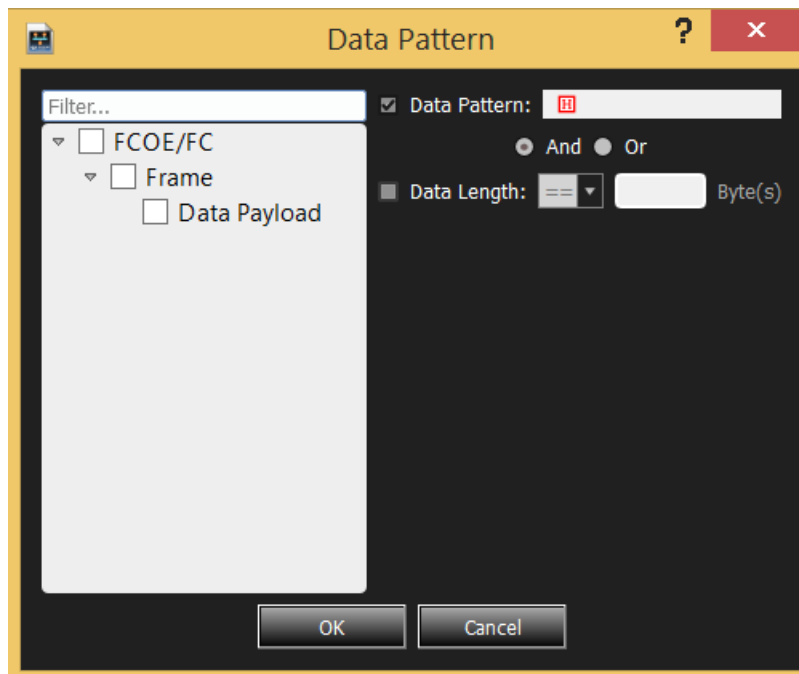 Data Pattern ?
Filter...
FCOE/FC
Frame
Data Payload
Data Pattern: H
And Or
Data Length: == Byte(s)
OK Cancel